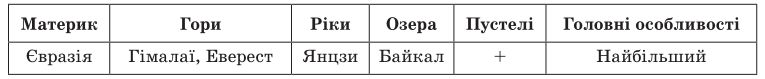 Материк Гори Ріки Озера Пустелі Головні особливості
Євразія Гімалаї, Еверест Янцзи Байкал + Найбільший